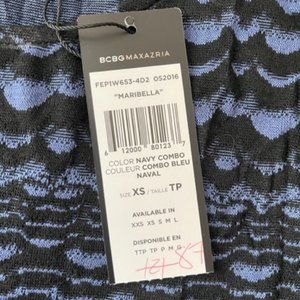 BCBGMAXAZRIA
FEP1W653-4D2 052016
"MARIBELLA"
6 12000 80123 7
COLOR NAVY COMBO
COULEUR COMBO BLEU
NAVAL
SIZE XS / TAILLE TP
AVAILABLE IN
XXS XS S M L
DISPONIBLE EN
TTP TP P M G